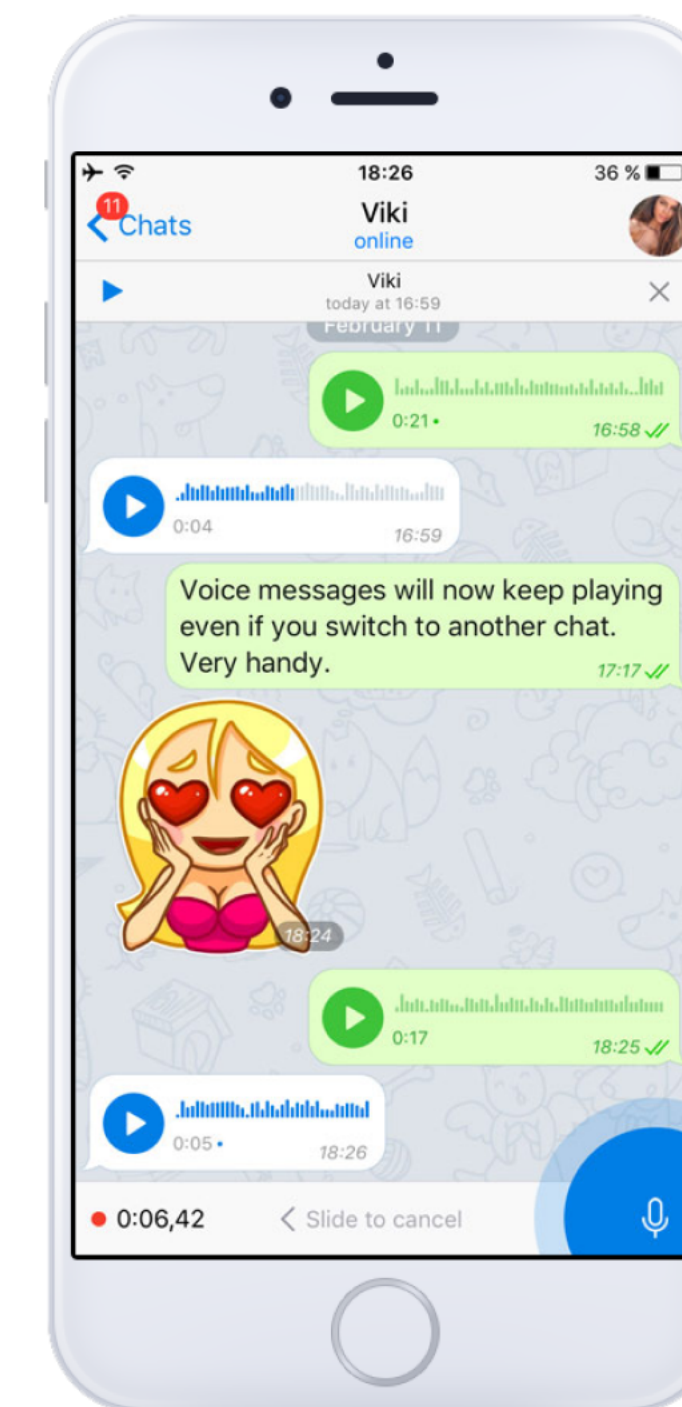 18:26
36 %
11
Chats
Viki
online
Viki
today at 16:59
February 11
0:21
16:58
0:04
16:59
Voice messages will now keep playing
even if you switch to another chat.
Very handy.
17:17
18:24
0:17
18:25
0:05
18:26
0:06,42
Slide to cancel